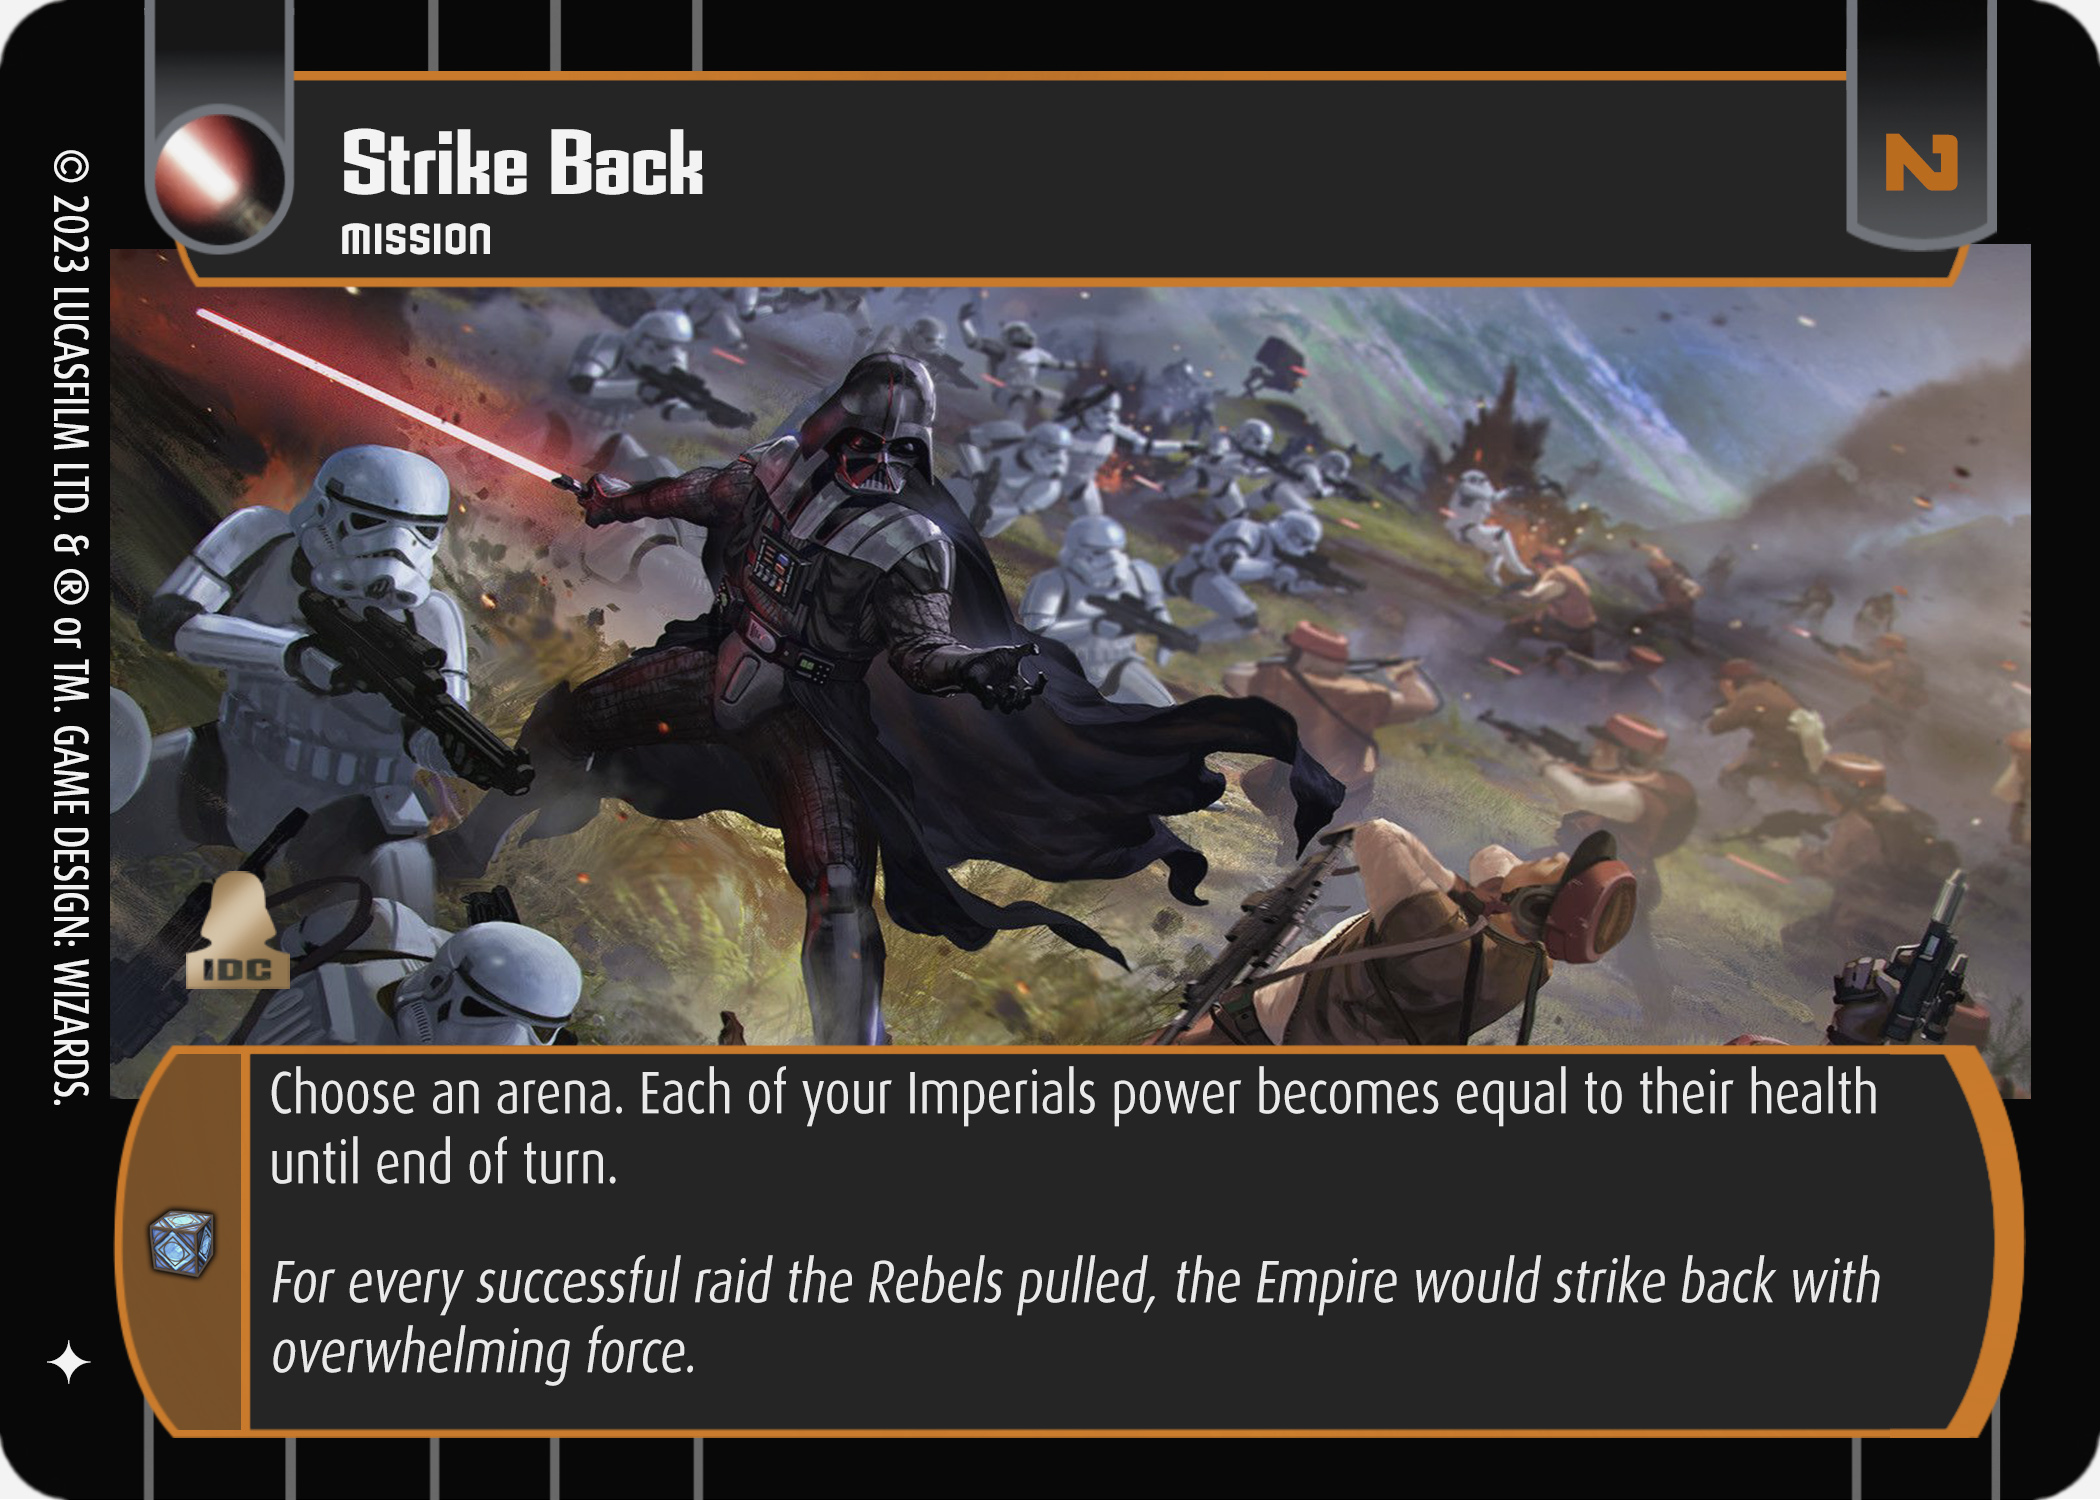 Strike Back
MISSION
2
IDC
Choose an arena. Each of your Imperials power becomes equal to their health
until end of turn.
For every successful raid the Rebels pulled, the Empire would strike back with
overwhelming force.
© 2023 LUCASFILM LTD. & ® or TM. GAME DESIGN: WIZARDS.